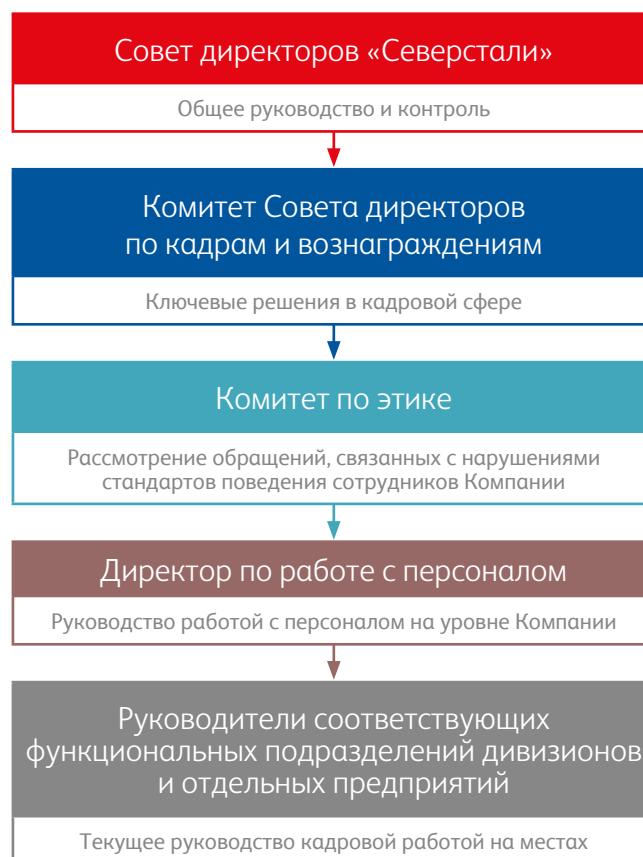 Совет директоров «Северстали»
Общее руководство и контроль
Комитет Совета директоров
по кадрам и вознаграждениям
Ключевые решения в кадровой сфере
Комитет по этике
Рассмотрение обращений, связанных с нарушениями
стандартов поведения сотрудников Компании
Директор по работе с персоналом
Руководство работой с персоналом на уровне Компании
Руководители соответствующих
функциональных подразделений дивизионов
и отдельных предприятий
Текущее руководство кадровой работой на местах